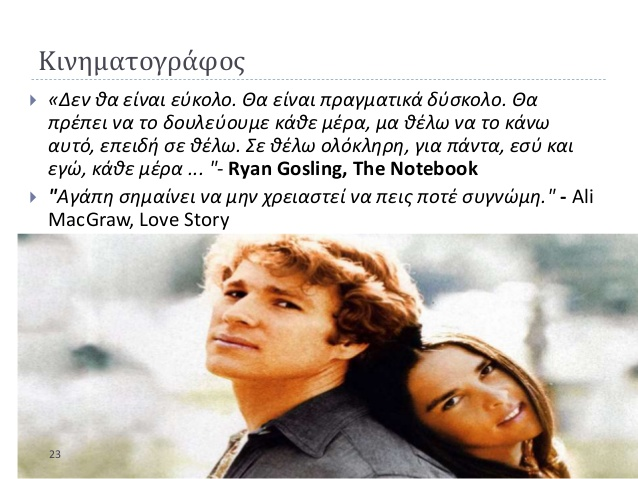 Κινηματογράφος
«Δεν θα είναι εύκολο. Θα είναι πραγματικά δύσκολο. Θα
πρέπει να το δουλεύουμε κάθε μέρα, μα θέλω να το κάνω
αυτό, επειδή σε θέλω. Σε θέλω ολόκληρη, για πάντα, εσύ και
εγώ, κάθε μέρα ... "- Ryan Gosling, The Notebook
"Αγάπη σημαίνει να μην χρειαστεί να πεις ποτέ συγνώμη." - Ali
MacGraw, Love Story
23